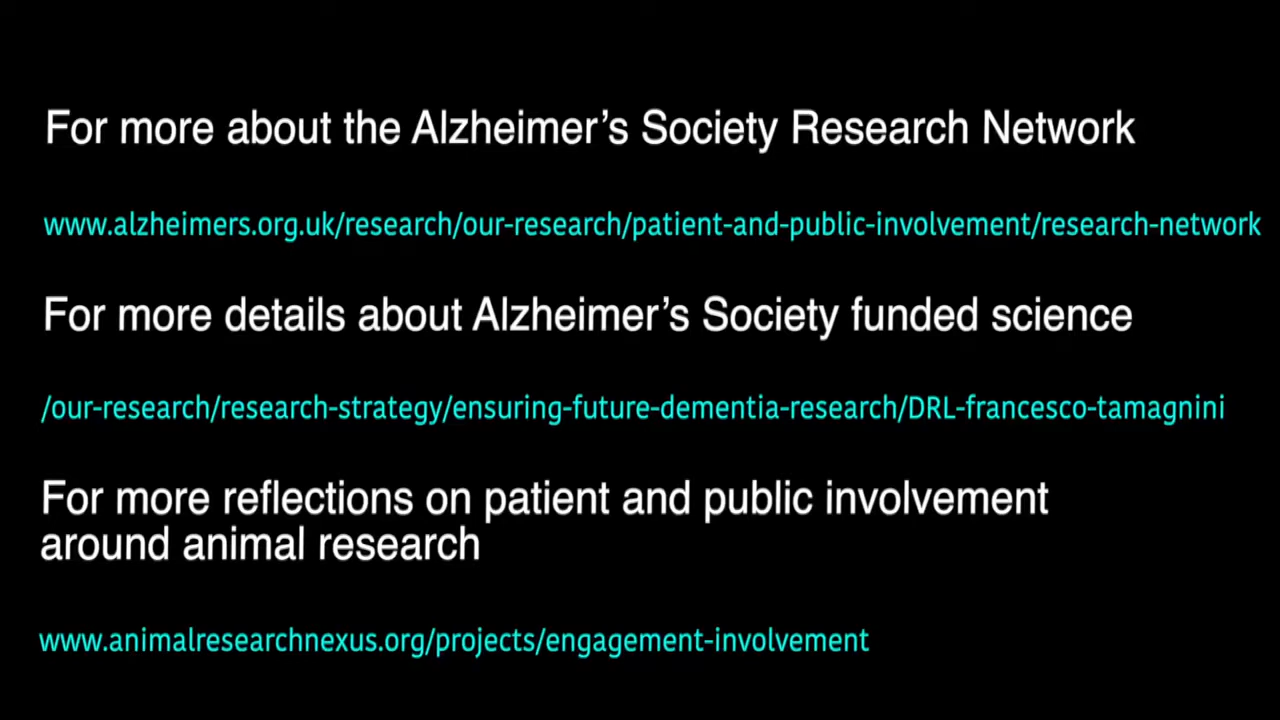 For more about the Alzheimer’s Society Research Network
www.alzheimers.org.uk/research/our-research/patient-and-public-involvement/research-network
For more details about Alzheimer’s Society funded science
/our-research/research-strategy/ensuring-future-dementia-research/DRL-francesco-tamagnini
For more reflections on patient and public involvement
around animal research
www.animalresearchnexus.org/projects/engagement-involvement